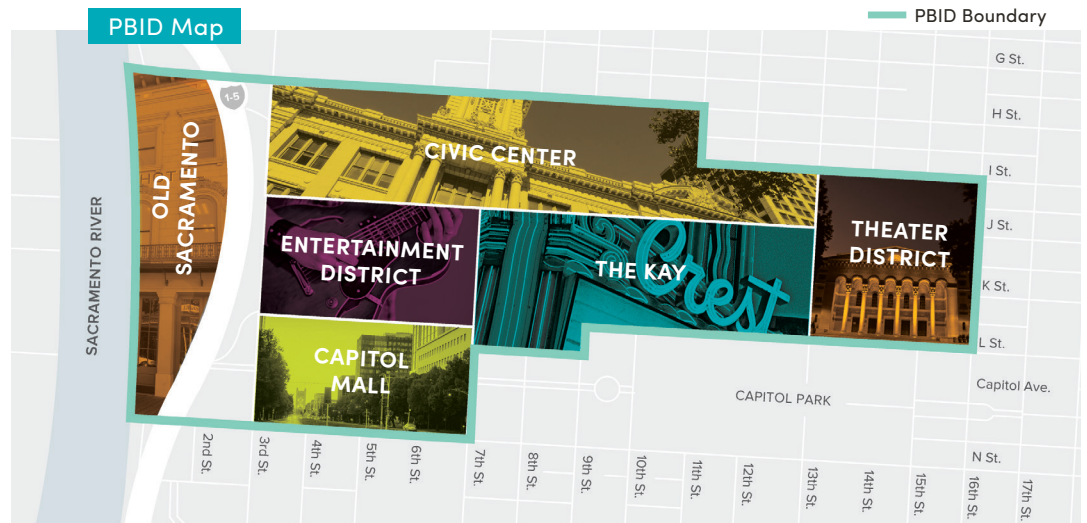 PBID Map
PBID Boundary
G St.
H St.
I St.
J St.
K St.
L St.
Capitol Ave.
N St.
1-5
SACRAMENTO RIVER
OLD
SACRAMENTO
CIVIC CENTER
ENTERTAINMENT
DISTRICT
THE KAY
Crest
THEATER
DISTRICT
CAPITOL
MALL
CAPITOL PARK
2nd St.
3rd St.
4th St.
5th St.
6th St.
7th St.
8th St.
9th St.
10th St.
11th St.
12th St.
13th St.
14th St.
15th St.
16th St.
17th St.